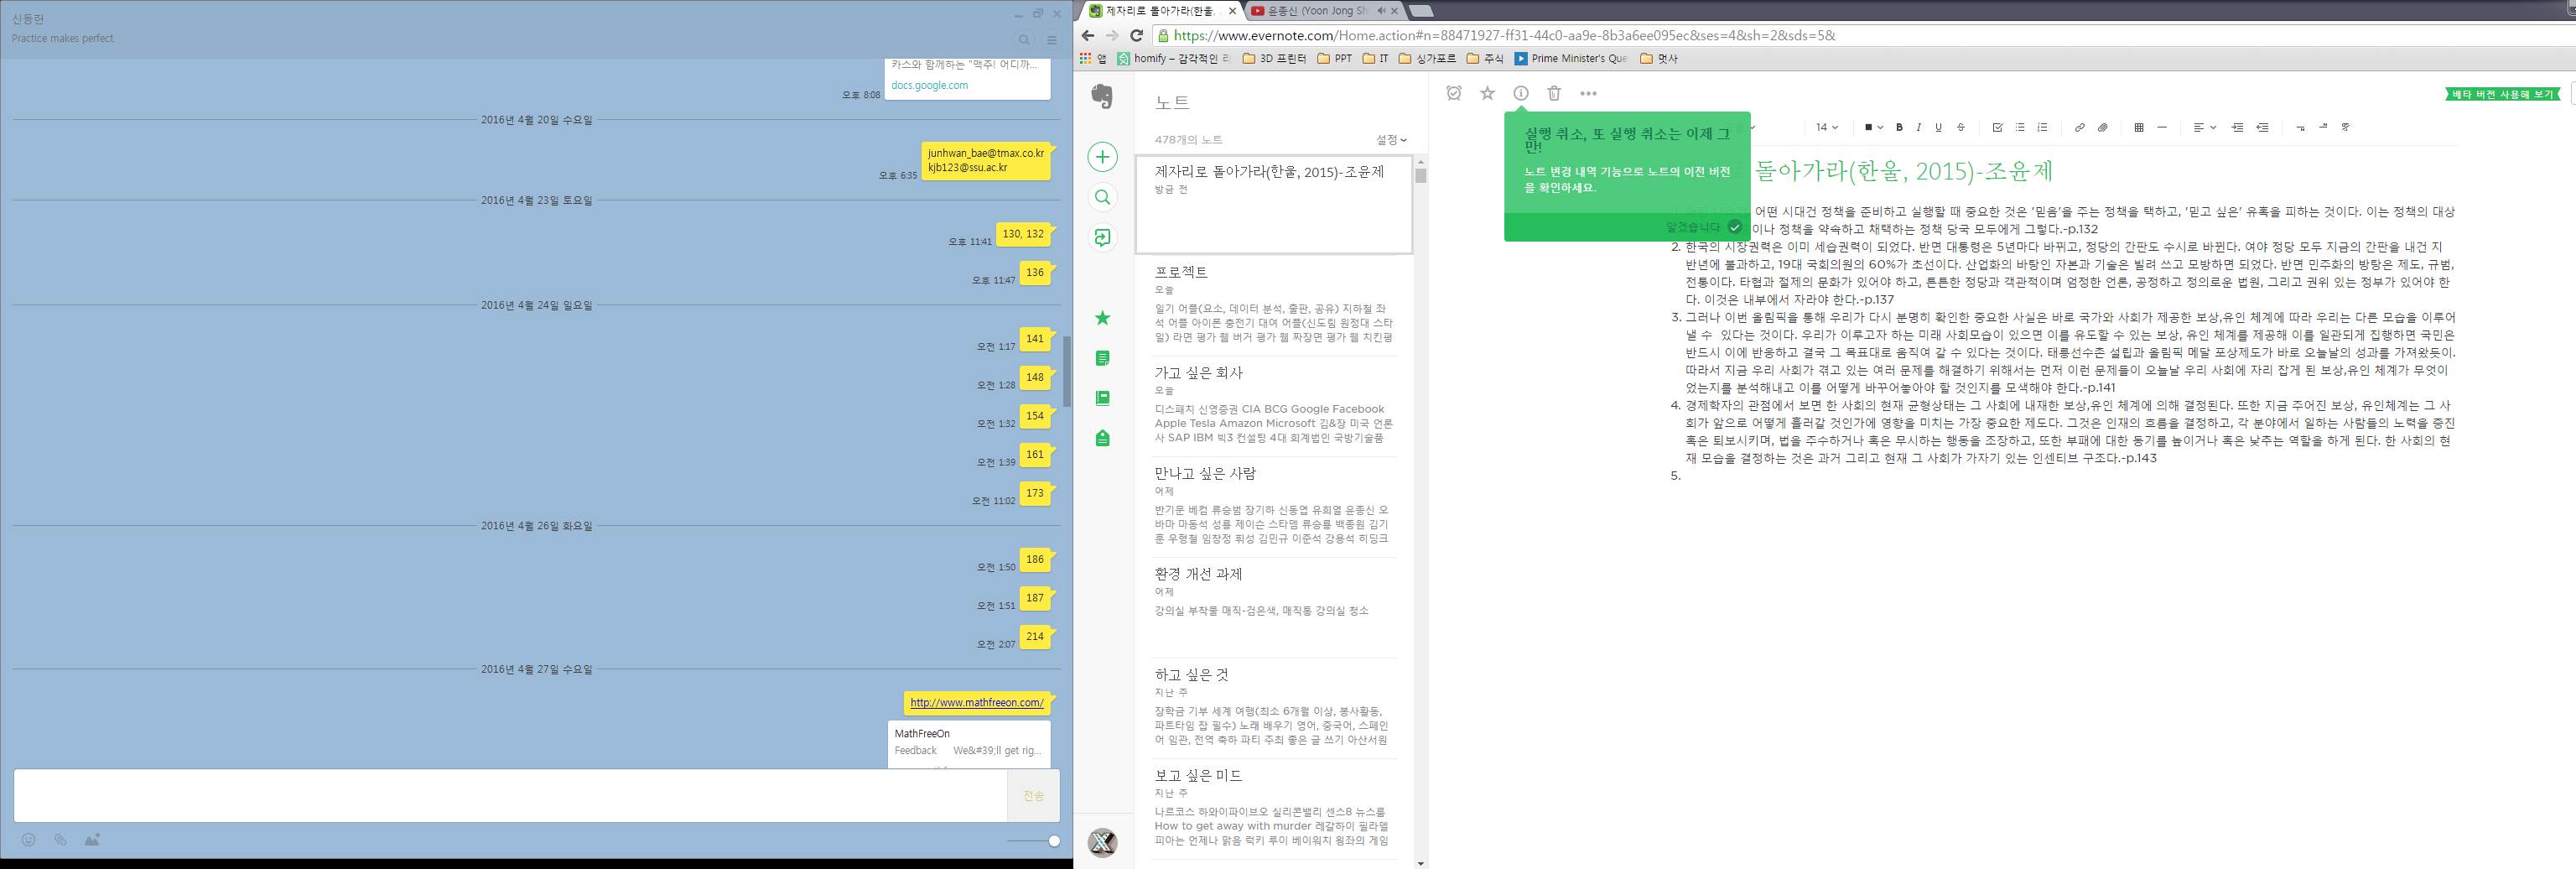 신동헌
Practice makes perfect.
카스와 함께하는 "맥주! 어디까...
docs.google.com
오후 8:08
2016년 4월 20일 수요일
junhwan_bae@tmax.co.kr
kjb123@ssu.ac.kr
오후 6:35
2016년 4월 23일 토요일
오후 11:41 130, 132
오후 11:47 136
2016년 4월 24일 일요일
오전 1:17 141
오전 1:28 148
오전 1:32 154
오전 1:39 161
오전 11:02 173
2016년 4월 26일 화요일
오전 1:50 186
오전 1:51 187
오전 2:07 214
2016년 4월 27일 수요일
http://www.mathfreeon.com/
MathFreeOn
Feedback We&#39;ll get rig...
전송
제자리로 돌아가라(한울,
윤종신 (Yoon Jong Sh
https://www.evernote.com/Home.action#n=88471927-ff31-44c0-aa9e-8b3a6ee095ec&ses=4&sh=2&sds=5&
앱 homify – 감각적인 3D 프린터 PPT IT 싱가포르 주식 Prime Minister's Que 멋사
노트
478개의 노트 설정
제자리로 돌아가라(한울, 2015)-조윤제
방금 전
프로젝트
오늘
일기 어플(요소, 데이터 분석, 출판, 공유) 지하철 좌
석 어플 아이폰 충전기 대여 어플(신도림 원정대 스타
일) 라면 평가 웹 버거 평가 웹 짜장면 평가 웹 치킨평
가고 싶은 회사
오늘
디스패치 신영증권 CIA BCG Google Facebook
Apple Tesla Amazon Microsoft 김&장 미국 언론
사 SAP IBM 빅3 컨설팅 4대 회계법인 국방기술품
만나고 싶은 사람
어제
반기문 베컴 류승범 장기하 신동엽 유희열 윤종신 오
바마 마동석 성룡 제이슨 스타뎀 류승룡 백종원 김기
훈 우형철 임창정 휘성 김민규 이준석 강용석 히딩크
환경 개선 과제
어제
강의실 부착물 매직-검은색, 매직통 강의실 청소
하고 싶은 것
지난 주
장학금 기부 세계 여행(최소 6개월 이상, 봉사활동,
파트타임 잡 필수) 노래 배우기 영어, 중국어, 스페인
어 임관, 전역 축하 파티 주최 좋은 글 쓰기 아산서원
보고 싶은 미드
지난 주
나르코스 하와이파이브오 실리콘밸리 센스8 뉴스룸
How to get away with murder 레갈하이 필라델
피아는 언제나 맑음 럭키 루이 베이워치 왕좌의 게임
베타 버전 사용해 보기
실행 취소, 또 실행 취소는 이제 그
만!
노트 변경 내역 기능으로 노트의 이전 버전
을 확인하세요.
알겠습니다
14 B I U S
돌아가라(한울, 2015)-조윤제
어떤 시대건 정책을 준비하고 실행할 때 중요한 것은 '믿음'을 주는 정책을 택하고, '믿고 싶은' 유혹을 피하는 것이다. 이는 정책의 대상
이나 정책을 약속하고 채택하는 정책 당국 모두에게 그렇다.-p.132
2. 한국의 시장권력은 이미 세습권력이 되었다. 반면 대통령은 5년마다 바뀌고, 정당의 간판도 수시로 바뀐다. 여야 정당 모두 지금의 간판을 내건 지
반년에 불과하고, 19대 국회의원의 60%가 초선이다. 산업화의 바탕인 자본과 기술은 빌려 쓰고 모방하면 되었다. 반면 민주화의 방탕은 제도, 규범,
전통이다. 타협과 절제의 문화가 있어야 하고, 튼튼한 정당과 객관적이며 엄정한 언론, 공정하고 정의로운 법원, 그리고 권위 있는 정부가 있어야 한
다. 이것은 내부에서 자라야 한다.-p.137
3. 그러나 이번 올림픽을 통해 우리가 다시 분명히 확인한 중요한 사실은 바로 국가와 사회가 제공한 보상,유인 체계에 따라 우리는 다른 모습을 이루어
낼 수 있다는 것이다. 우리가 이루고자 하는 미래 사회모습이 있으면 이를 유도할 수 있는 보상, 유인 체계를 제공해 이를 일관되게 집행하면 국민은
반드시 이에 반응하고 결국 그 목표대로 움직여 갈 수 있다는 것이다. 태릉선수촌 설립과 올림픽 메달 포상제도가 바로 오늘날의 성과를 가져왔듯이.
따라서 지금 우리 사회가 겪고 있는 여러 문제를 해결하기 위해서는 먼저 이런 문제들이 오늘날 우리 사회에 자리 잡게 된 보상,유인 체계가 무엇이
었는지를 분석해내고 이를 어떻게 바꾸어놓아야 할 것인지를 모색해야 한다.-p.141
4. 경제학자의 관점에서 보면 한 사회의 현재 균형상태는 그 사회에 내재한 보상,유인 체계에 의해 결정된다. 또한 지금 주어진 보상, 유인체계는 그 사
회가 앞으로 어떻게 흘러갈 것인가에 영향을 미치는 가장 중요한 제도다. 그것은 인재의 흐름을 결정하고, 각 분야에서 일하는 사람들의 노력을 증진
혹은 퇴보시키며, 법을 주수하거나 혹은 무시하는 행동을 조장하고, 또한 부패에 대한 동기를 높이거나 혹은 낮주는 역할을 하게 된다. 한 사회의 현
재 모습을 결정하는 것은 과거 그리고 현재 그 사회가 가자기 있는 인센티브 구조다.-p.143
5.